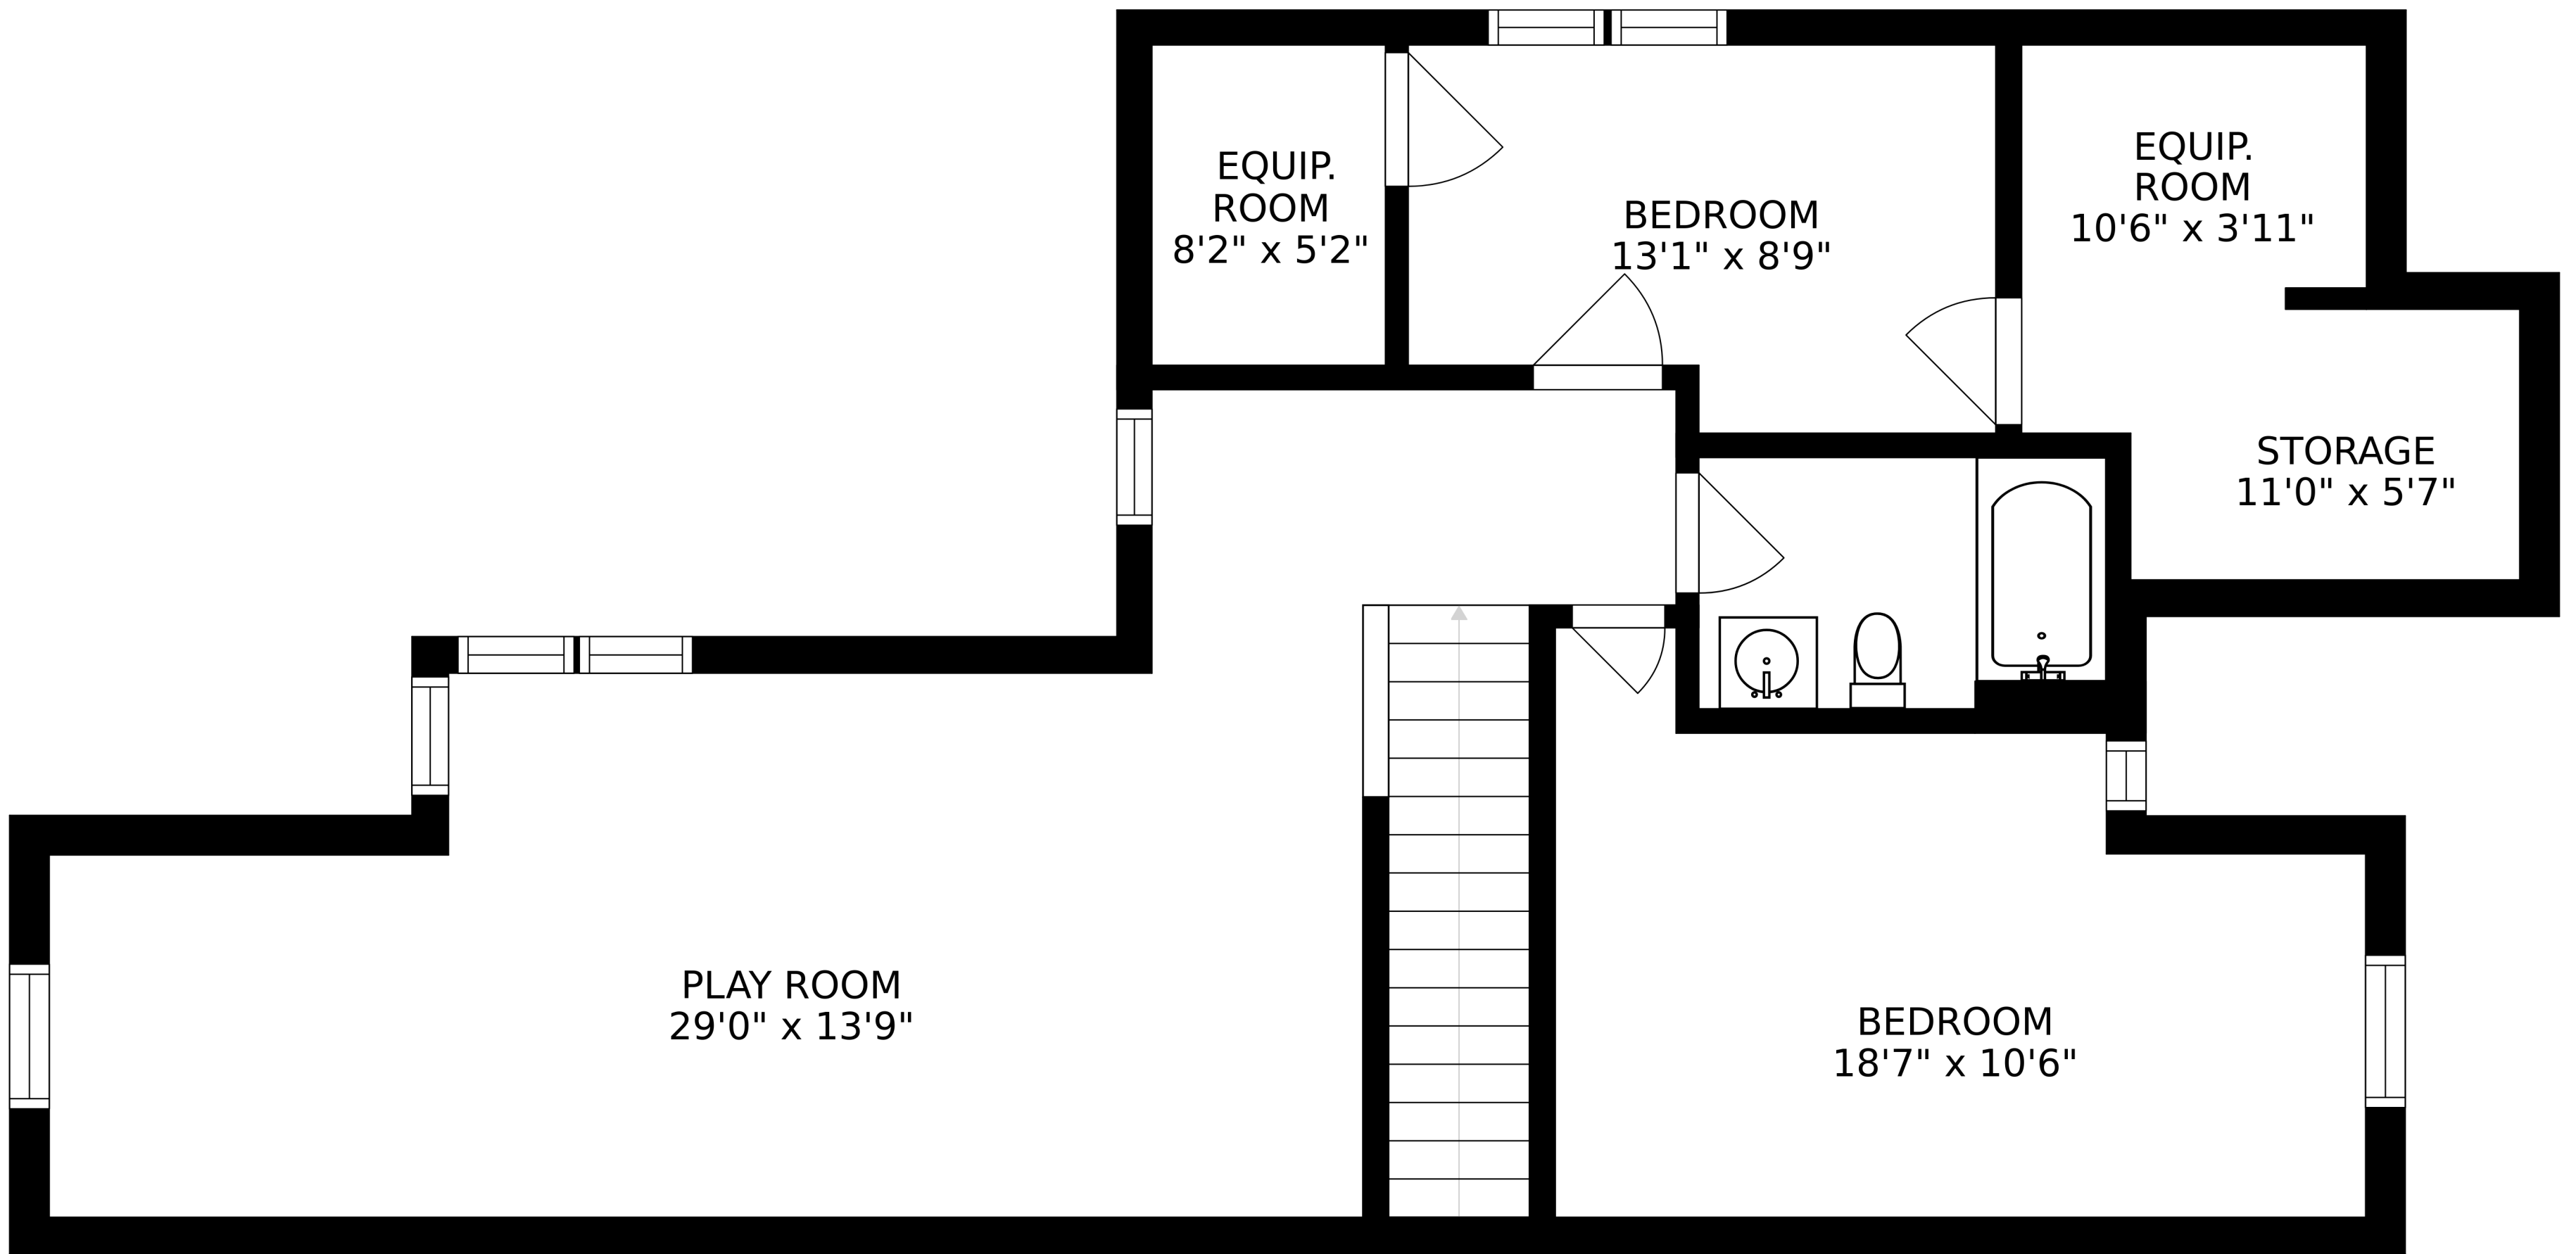 EQUIP.
ROOM
8'2" x 5'2"
BEDROOM
13'1" x 8'9"
EQUIP.
ROOM
10'6" x 3'11"
STORAGE
11'0" x 5'7"
PLAY ROOM
29'0" x 13'9"
BEDROOM
18'7" x 10'6"